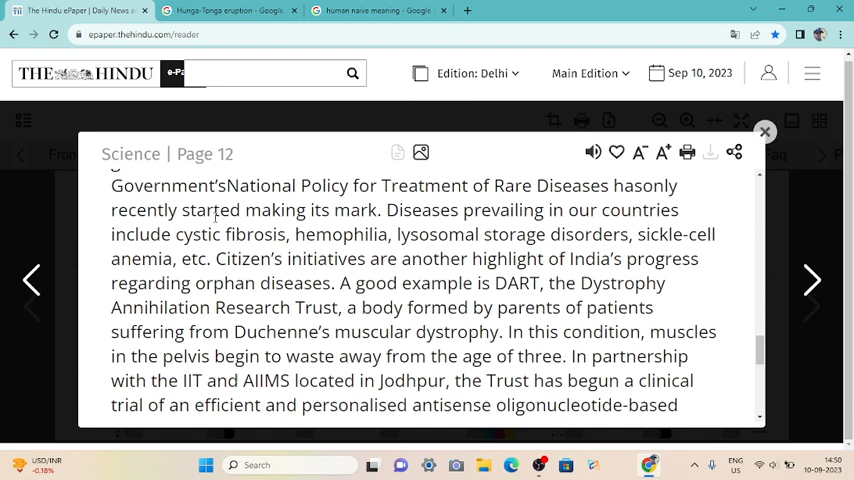 The Hindu ePaper | Daily News a
Hunga-Tonga eruption - Google
human naive meaning - Google
epaper.thehindu.com/reader
THE HINDU
e-Pa
Edition: Delhi
Main Edition
Sep 10, 2023
Fron
Faq
Science | Page 12
A-
A+
Government'sNational Policy for Treatment of Rare Diseases hasonly
recently started making its mark. Diseases prevailing in our countries
include cystic fibrosis, hemophilia, lysosomal storage disorders, sickle-cell
anemia, etc. Citizen's initiatives are another highlight of India's progress
regarding orphan diseases. A good example is DART, the Dystrophy
Annihilation Research Trust, a body formed by parents of patients
suffering from Duchenne's muscular dystrophy. In this condition, muscles
in the pelvis begin to waste away from the age of three. In partnership
with the IIT and AIIMS located in Jodhpur, the Trust has begun a clinical
trial of an efficient and personalised antisense oligonucleotide-based
USD/INR
-0.18%
Search
ENG
US
14:50
10-09-2023